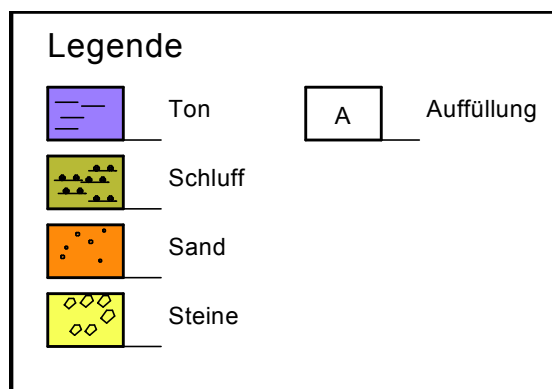 Legende
Ton
A
Auffüllung
Schluff
Sand
Steine